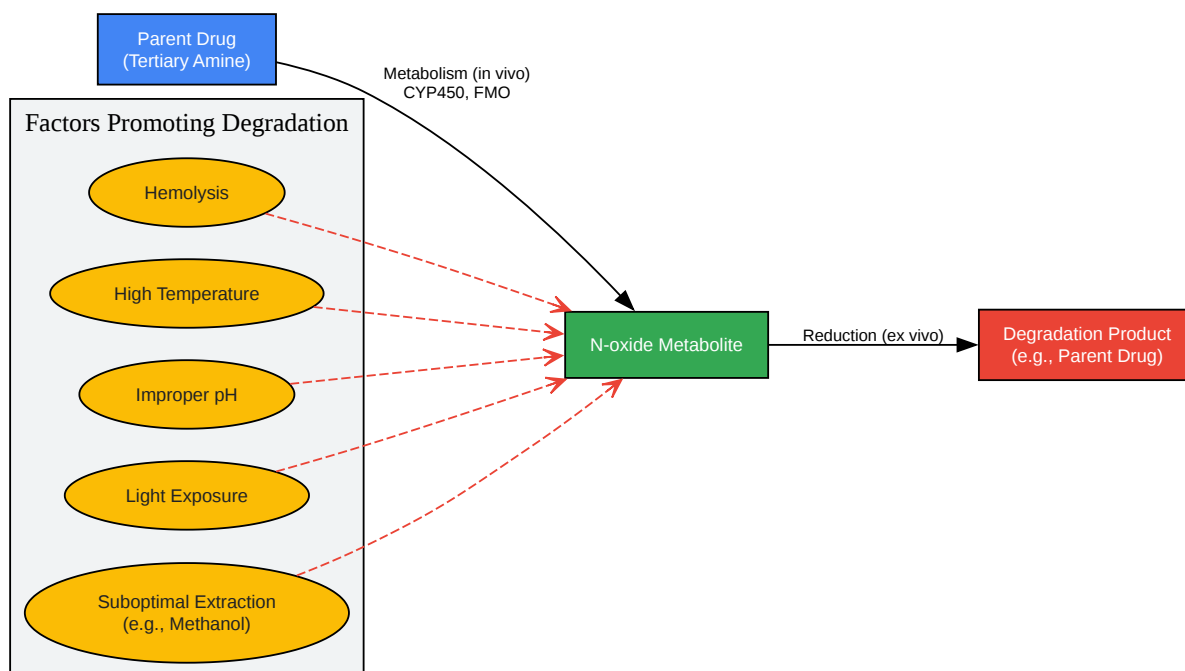 Parent Drug
(Tertiary Amine)
Metabolism (in vivo)
CYP450, FMO
Factors Promoting Degradation
Hemolysis
High Temperature
Improper pH
Light Exposure
Suboptimal Extraction
(e.g., Methanol)
N-oxide Metabolite
Reduction (ex vivo)
Degradation Product
(e.g., Parent Drug)